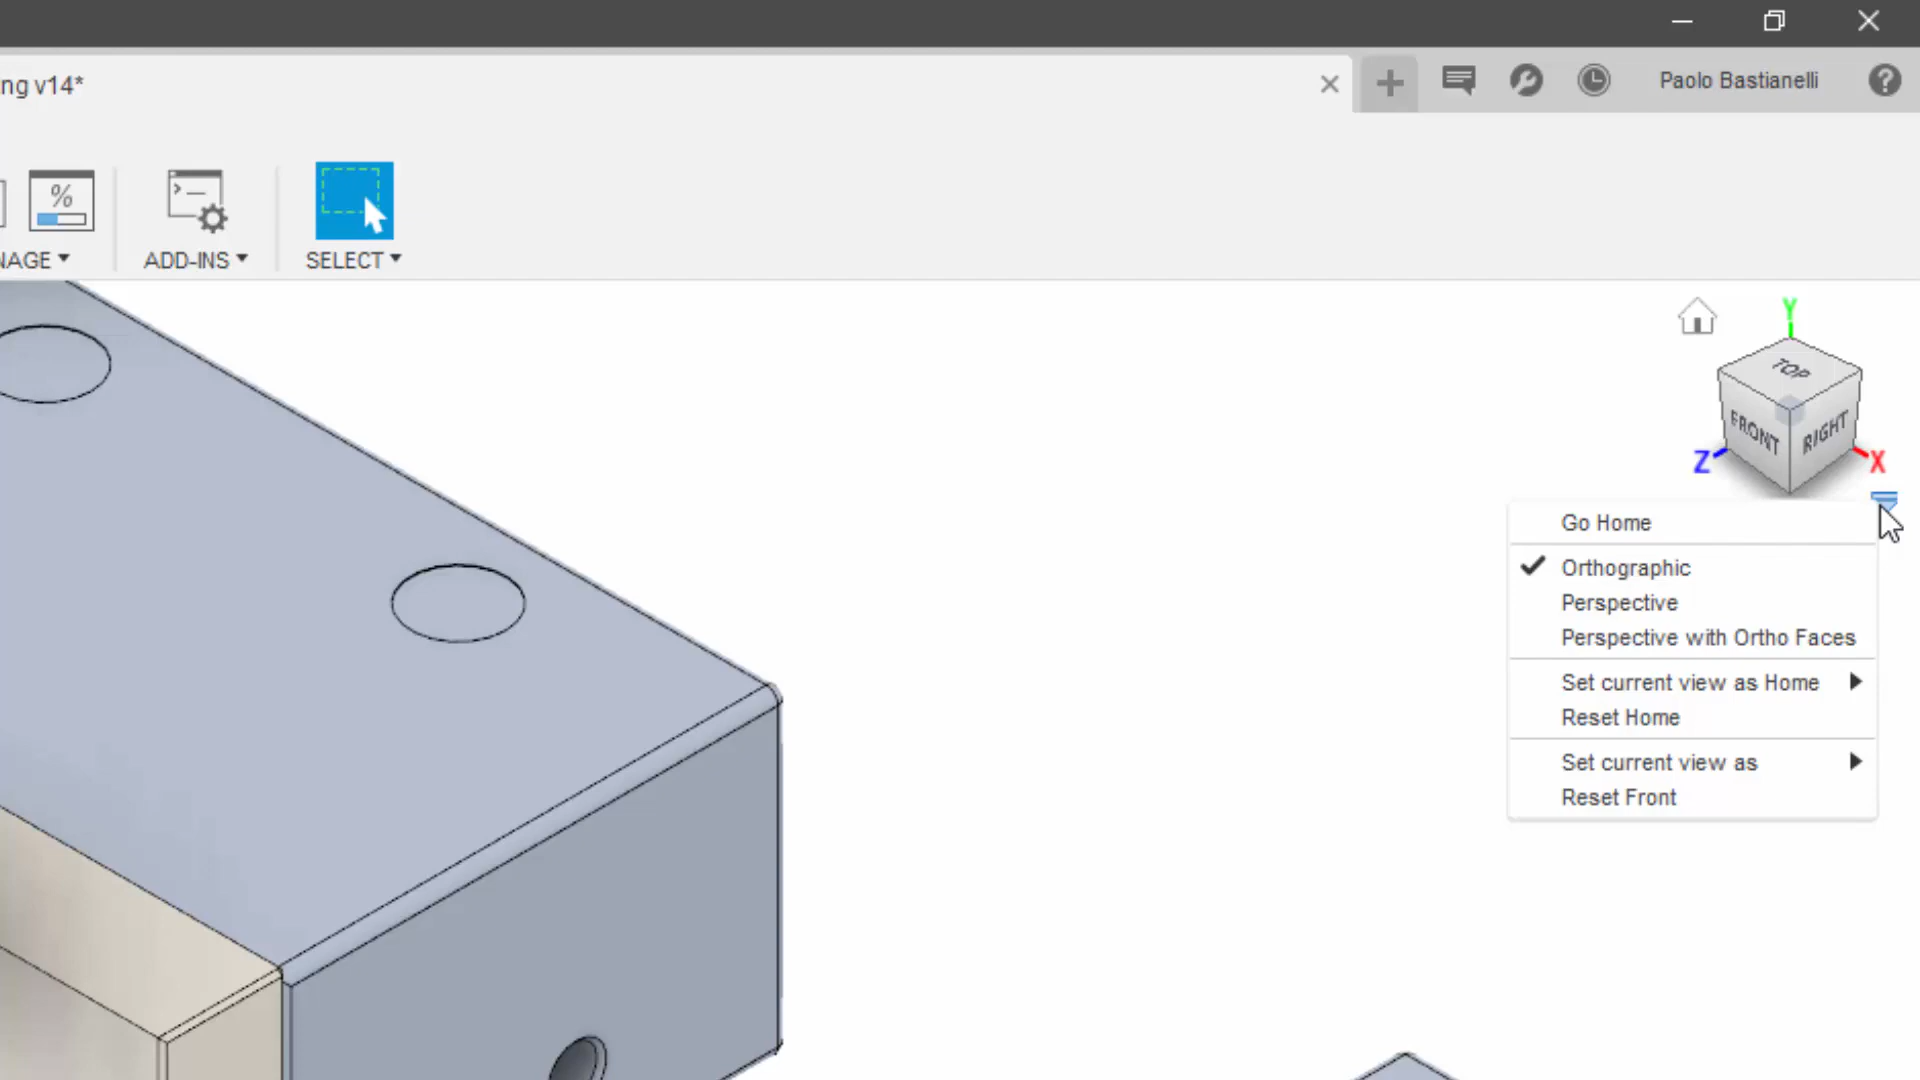 ng v14*
Paolo Bastianelli
%
NAGE
ADD-INS
SELECT
Y
TOP
FRONT
RIGHT
Z
X
Go Home
Orthographic
Perspective
Perspective with Ortho Faces
Set current view as Home
Reset Home
Set current view as
Reset Front